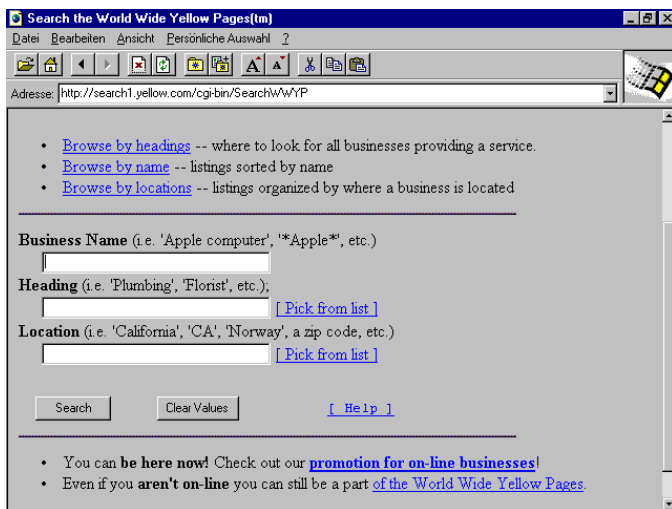 Search the World Wide Yellow Pages(tm)
Datei Bearbeiten Ansicht Persönliche Auswahl ?
Adresse: http://search1.yellow.com/cgi-bin/SearchWWYP
• Browse by headings -- where to look for all businesses providing a service.
• Browse by name -- listings sorted by name
• Browse by locations -- listings organized by where a business is located
Business Name (i.e. 'Apple computer', '*Apple*', etc.)
Heading (i.e. 'Plumbing', 'Florist', etc.);
[ Pick from list ]
Location (i.e. 'California', 'CA', 'Norway', a zip code, etc.)
[ Pick from list ]
Search Clear Values [ Help ]
• You can be here now! Check out our promotion for on-line businesses!
• Even if you aren't on-line you can still be a part of the World Wide Yellow Pages.